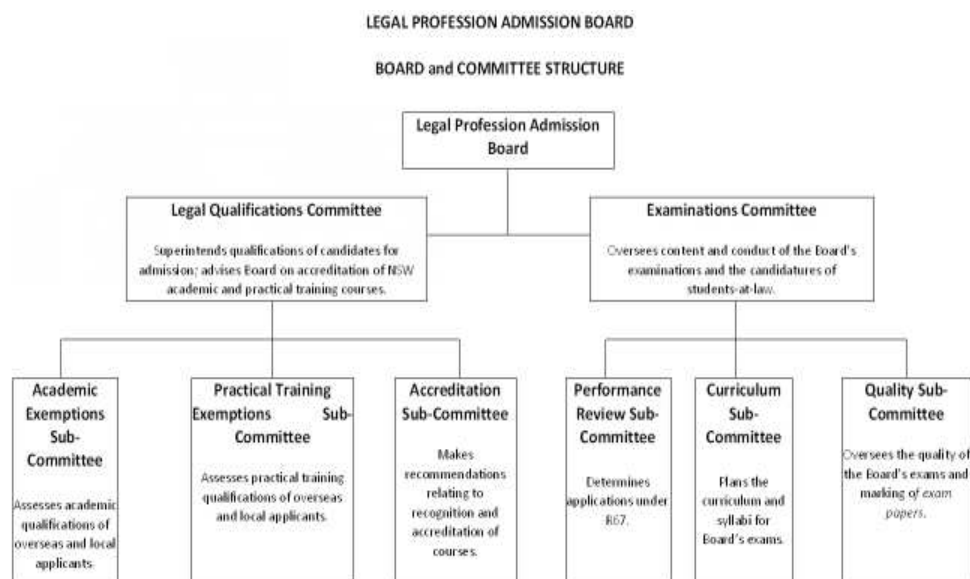 LEGAL PROFESSION ADMISSION BOARD
BOARD and COMMITTEE STRUCTURE
Legal Profession Admission
Board
Legal Qualifications Committee
Superintends qualifications of candidates for
admission; advises Board on accreditation of NSW
academic and practical training courses.
Examinations Committee
Oversees content and conduct of the Board's
examinations and the candidatures of
students-at-law.
Academic
Exemptions
Sub-
Committee
Assesses academic
qualifications of
overseas and local
applicants
Practical Training
Exemptions Sub-
Committee
Assesses practical training
qualifications of overseas
and local applicants.
Accreditation
Sub-Committee
Makes
recommendations
relating to
recognition and
accreditation of
courses.
Performance
Review Sub-
Committee
Determines
applications under
R67.
Curriculum
Sub-
Committee
Plans the
curriculum and
syllabi for
Board's exams.
Quality Sub-
Committee
Oversees the quality of
the Board's exams and
marking of exam
papers.